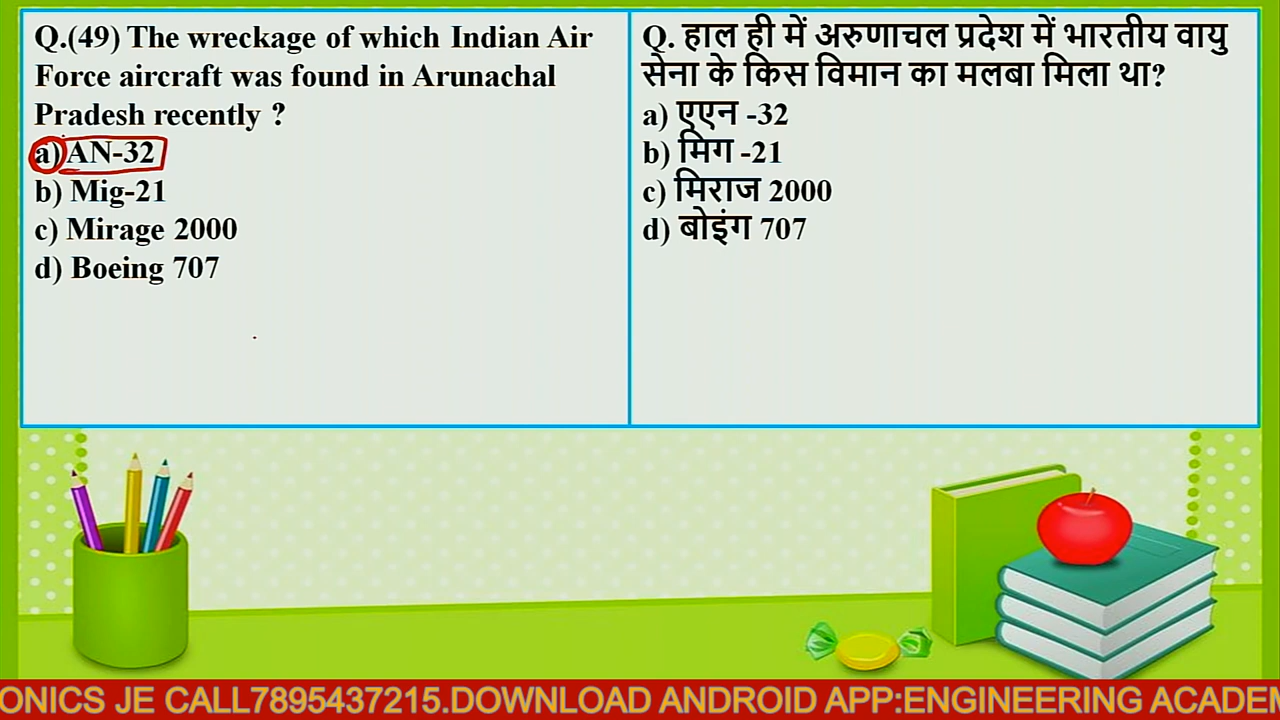 Q.(49) The wreckage of which Indian Air
Force aircraft was found in Arunachal
Pradesh recently ?
a) AN-32
b) Mig-21
c) Mirage 2000
d) Boeing 707
Q. हाल ही में अरुणाचल प्रदेश में भारतीय वायु
सेना के किस विमान का मलबा मिला था?
a) एएन -32
b) मिग -21
c) मिराज 2000
d) बोइंग 707
ONICS JE CALL7895437215.DOWNLOAD ANDROID APP:ENGINEERING ACADEM